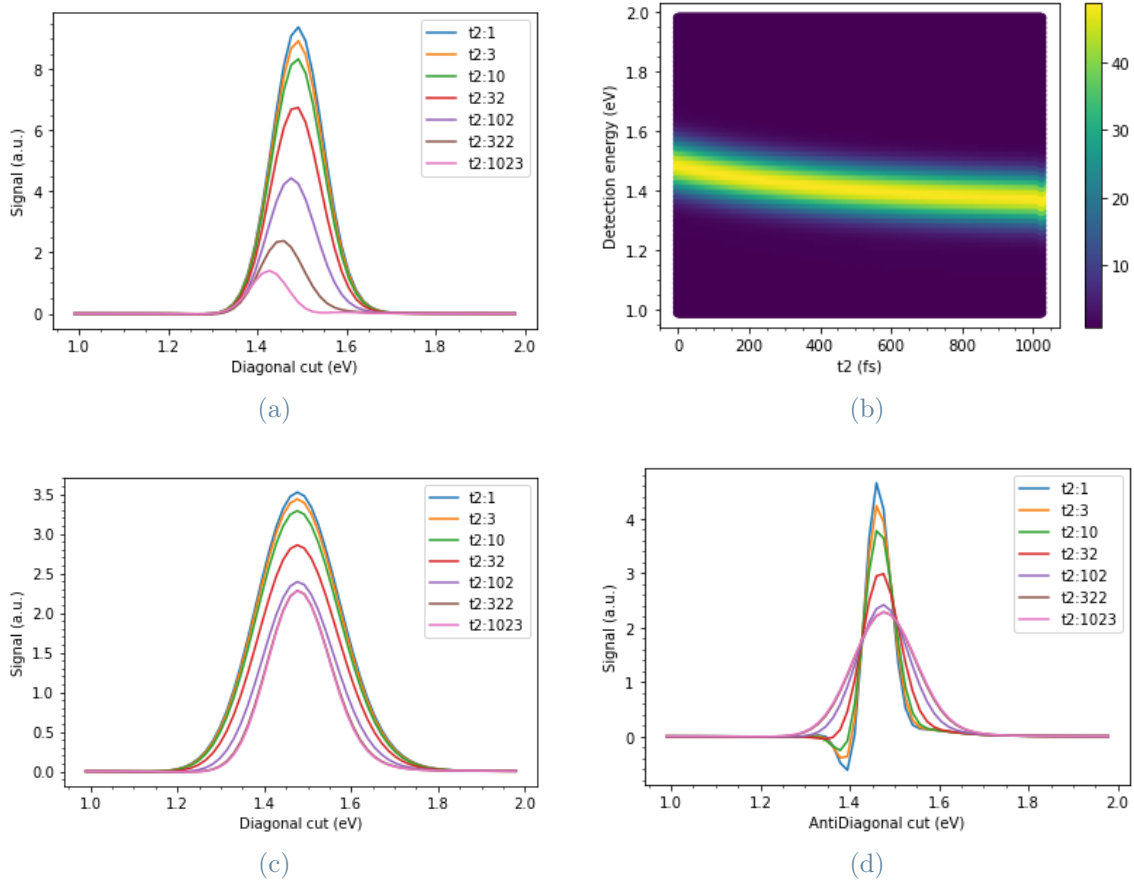 t2:1
t2:3
t2:10
t2:32
t2:102
t2:322
t2:1023
8
6
4
2
0
Signal (a.u.)
1.0 1.2 1.4 1.6 1.8 2.0
Diagonal cut (eV)
(a)
2.0
1.8
1.6
1.4
1.2
1.0
Detection energy (eV)
0 200 400 600 800 1000
t2 (fs)
40
30
20
10
(b)
t2:1
t2:3
t2:10
t2:32
t2:102
t2:322
t2:1023
3.5
3.0
2.5
2.0
1.5
1.0
0.5
0.0
Signal (a.u.)
1.0 1.2 1.4 1.6 1.8 2.0
Diagonal cut (eV)
(c)
t2:1
t2:3
t2:10
t2:32
t2:102
t2:322
t2:1023
4
3
2
1
0
Signal (a.u.)
1.0 1.2 1.4 1.6 1.8 2.0
AntiDiagonal cut (eV)
(d)